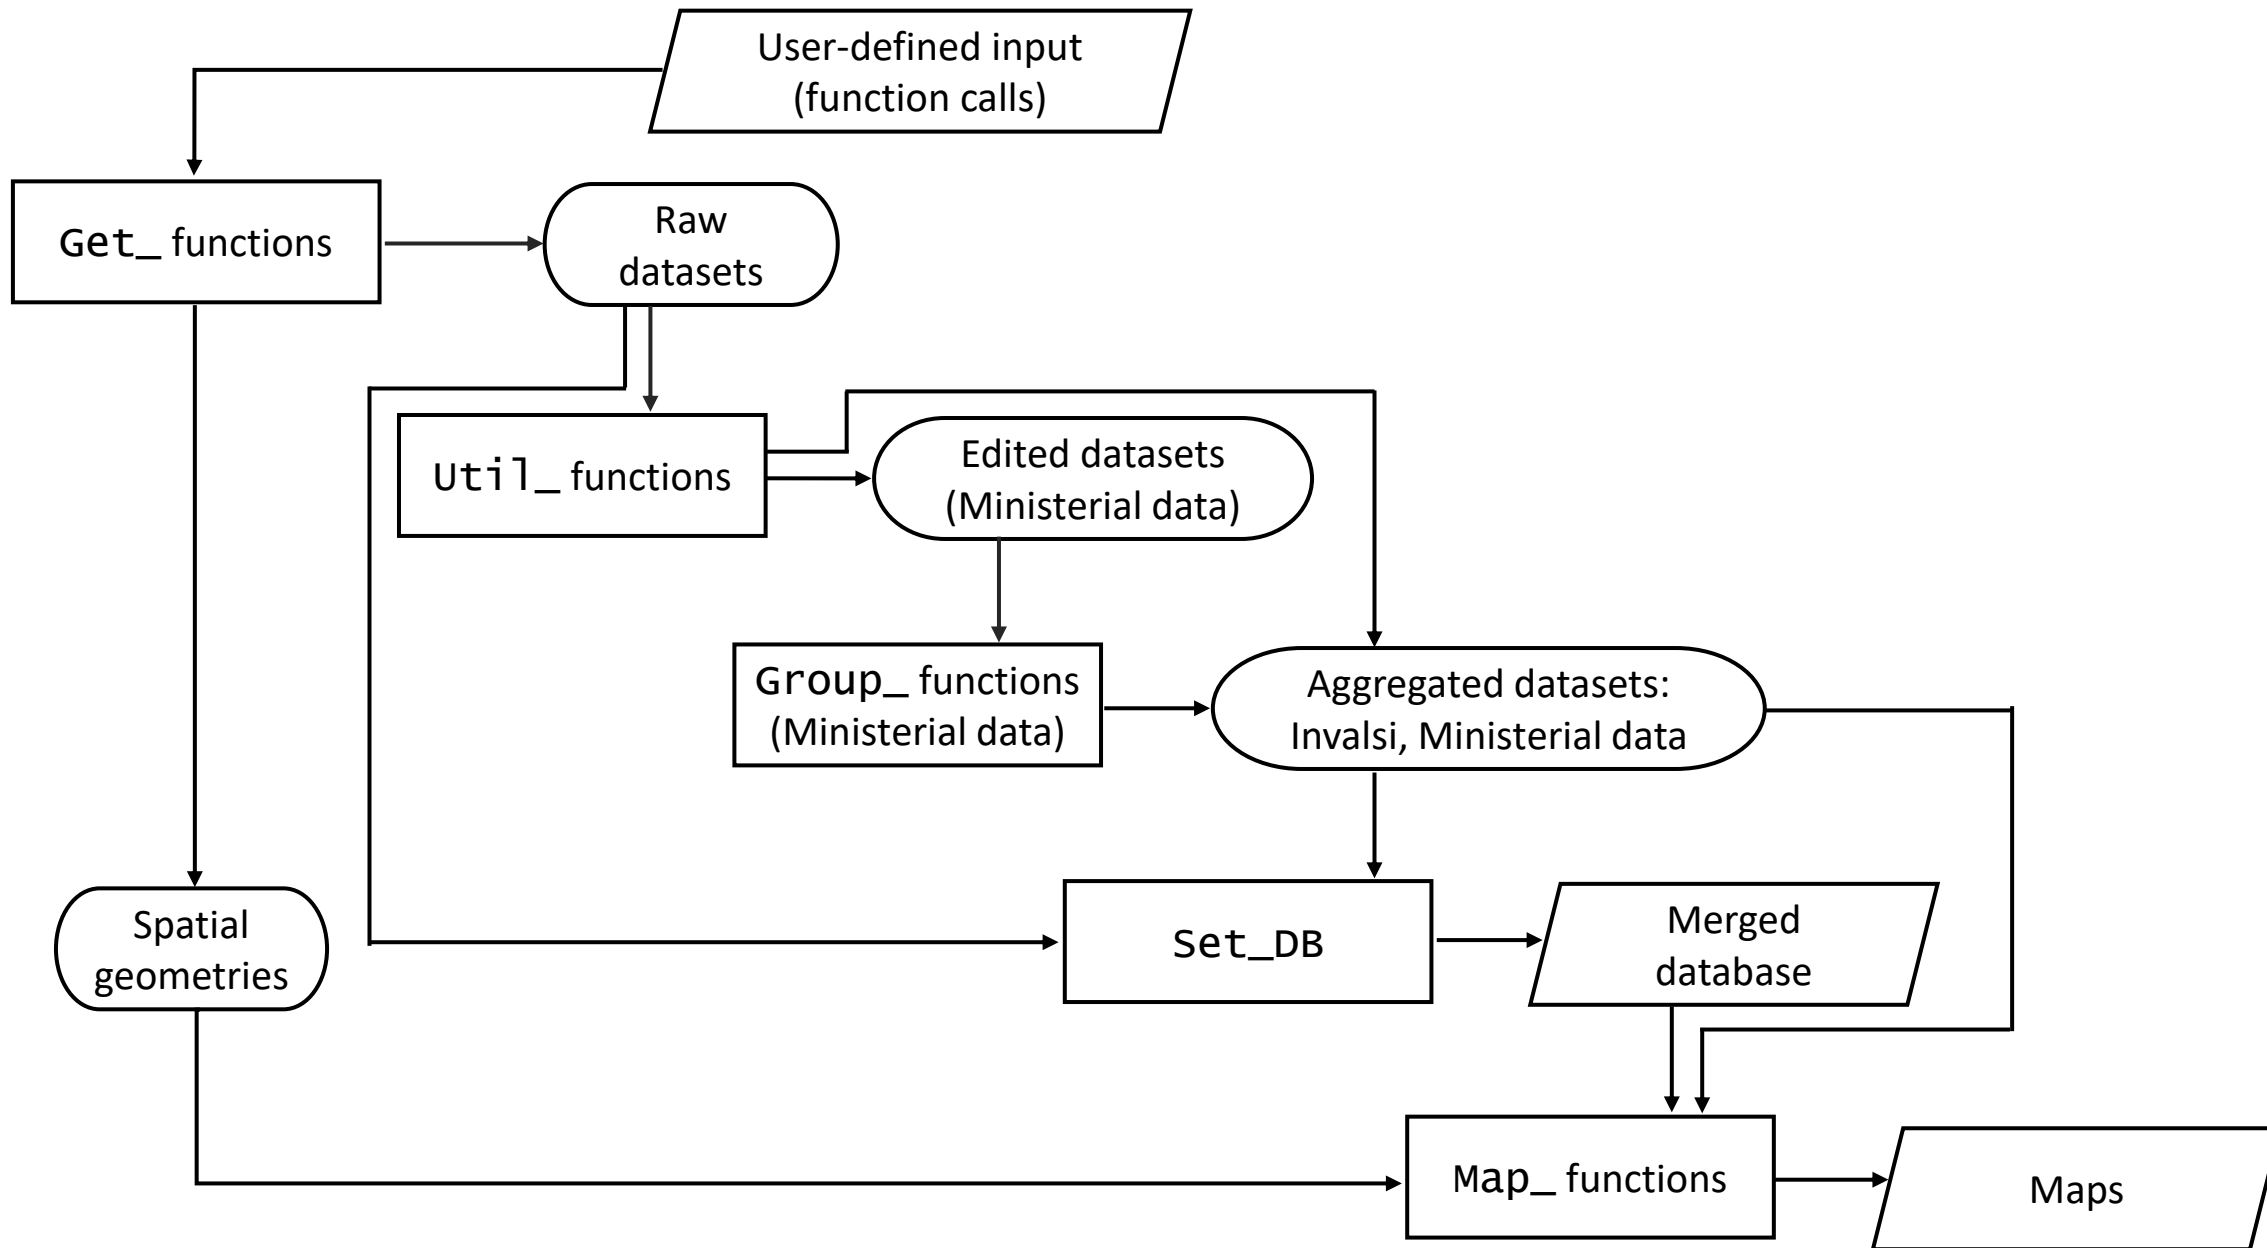 User-defined input
(function calls)
Get_ functions
Raw
datasets
Util_ functions
Edited datasets
(Ministerial data)
Group_ functions
(Ministerial data)
Aggregated datasets:
Invalsi, Ministerial data
Spatial
geometries
Set_DB
Merged
database
Map_ functions
Maps